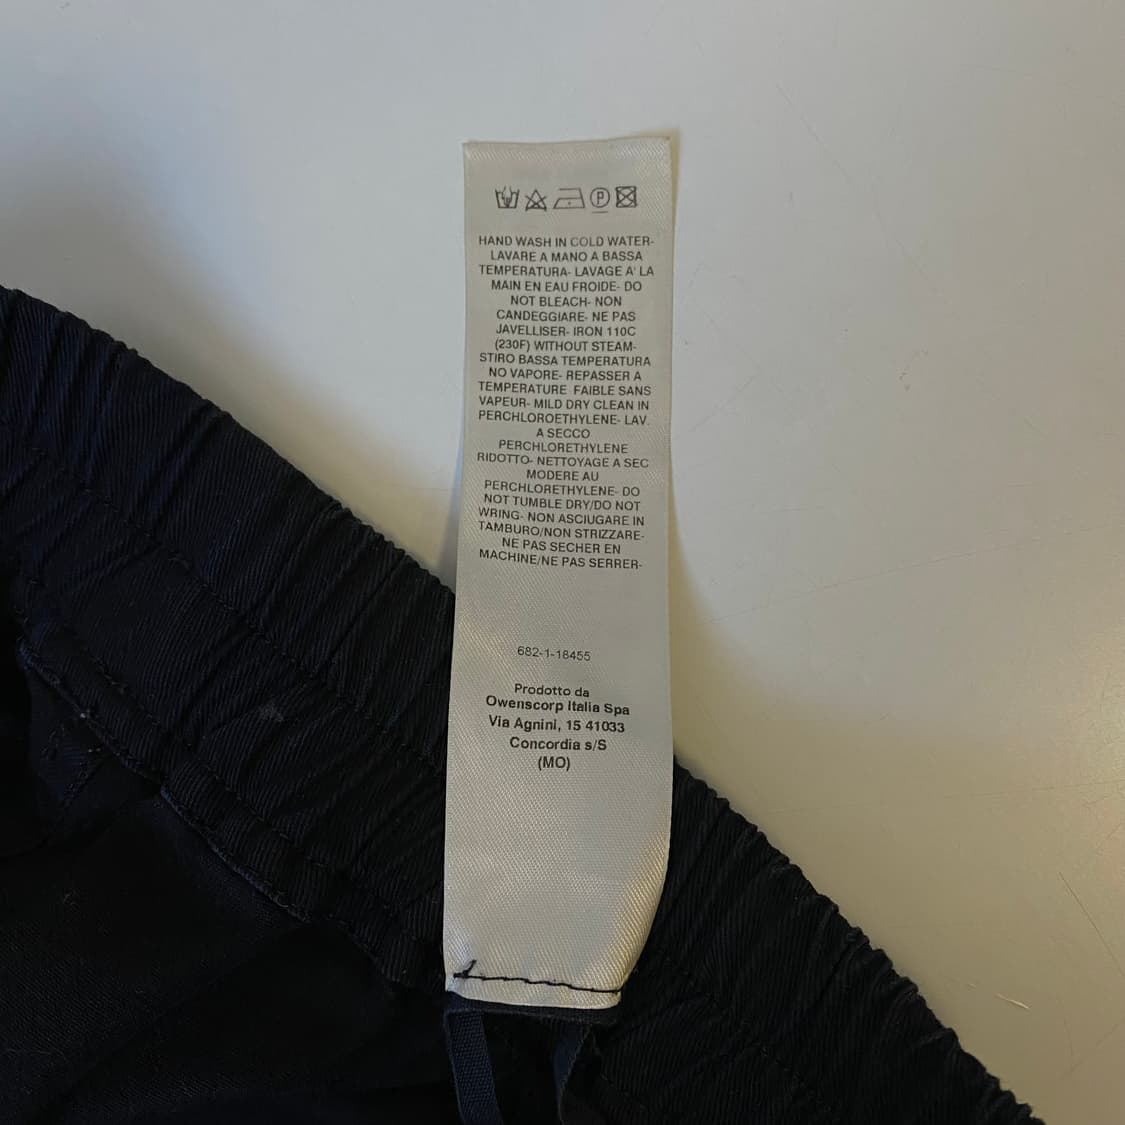 P
HAND WASH IN COLD WATER-
LAVARE A MANO A BASSA
TEMPERATURA- LAVAGE A' LA
MAIN EN EAU FROIDE- DO
NOT BLEACH- NON
CANDEGGIARE- NE PAS
JAVELLISER- IRON 110C
(230F) WITHOUT STEAM-
STIRO BASSA TEMPERATURA
NO VAPORE- REPASSER A
TEMPERATURE FAIBLE SANS
VAPEUR- MILD DRY CLEAN IN
PERCHLOROETHYLENE- LAV.
A SECCO
PERCHLORETHYLENE
RIDOTTO- NETTOYAGE A SEC
MODERE AU
PERCHLORETHYLENE- DO
NOT TUMBLE DRY/DO NOT
WRING- NON ASCIUGARE IN
TAMBURO/NON STRIZZARE-
NE PAS SECHER EN
MACHINE/NE PAS SERRER-
682-1-18455
Prodotto da
Owenscorp Italia Spa
Via Agnini, 15 41033
Concordia s/S
(MO)